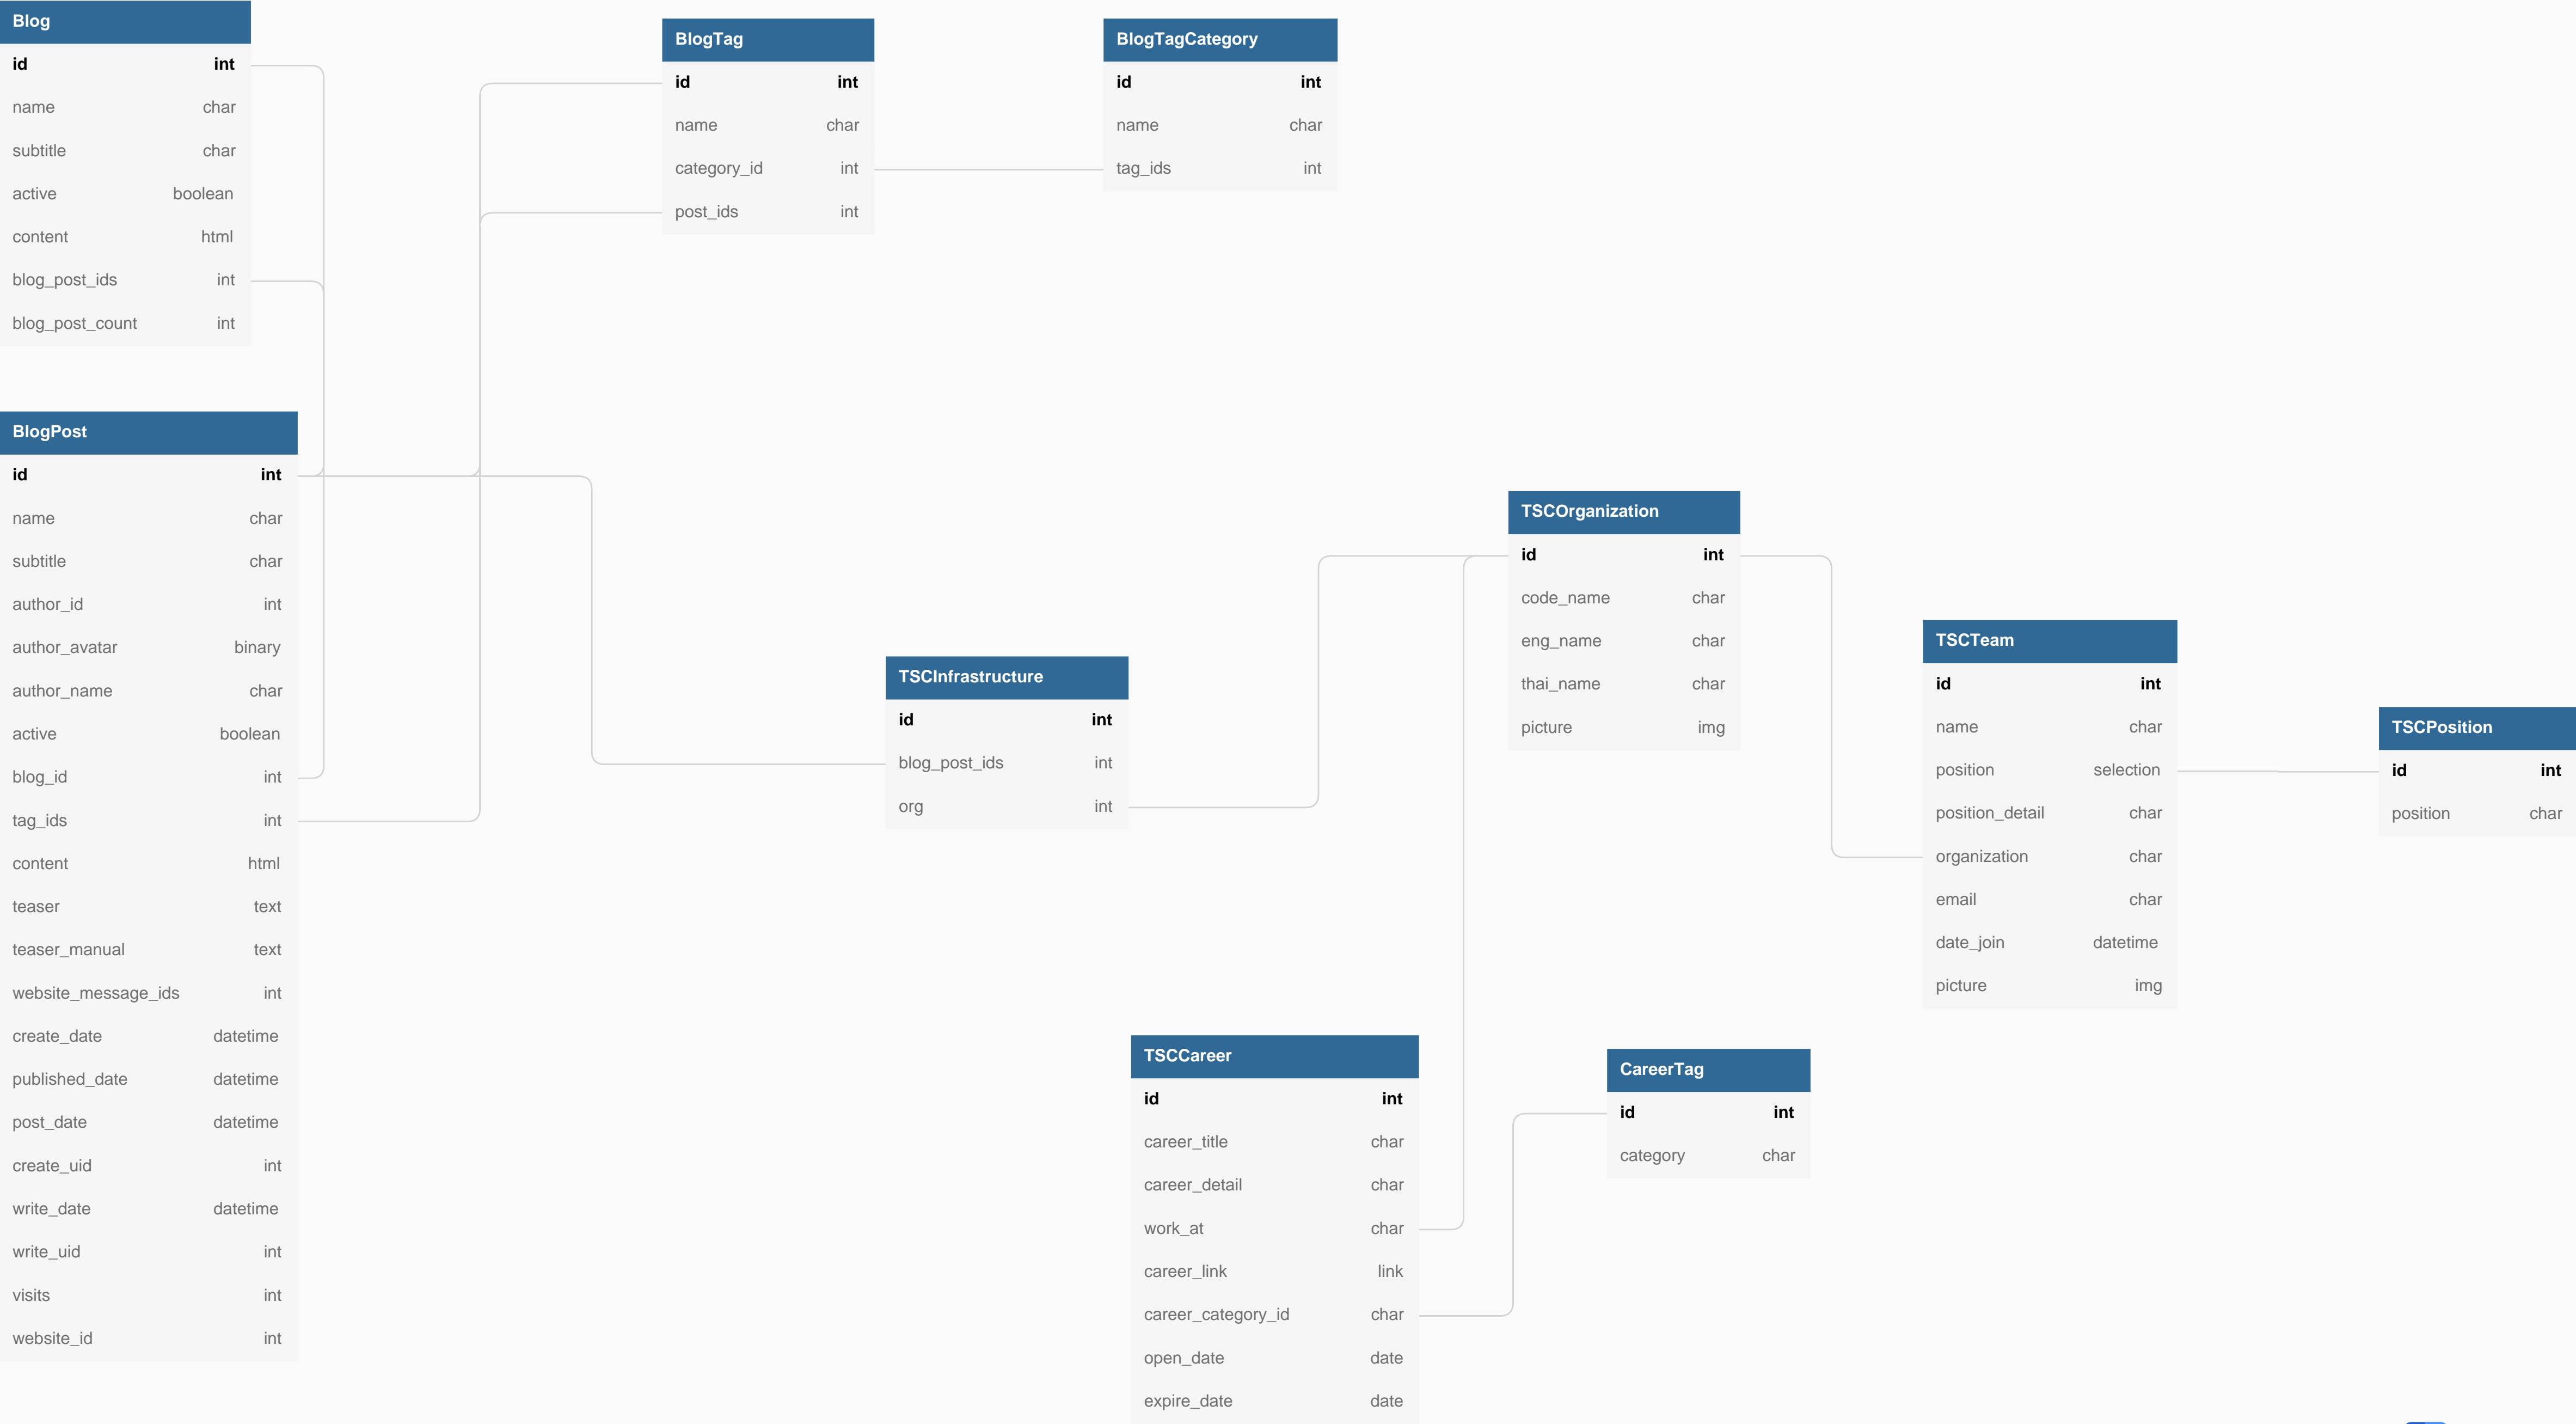 Blog
id int
name char
subtitle char
active boolean
content html
blog_post_ids int
blog_post_count int
BlogTag
id int
name char
category_id int
post_ids int
BlogTagCategory
id int
name char
tag_ids int
BlogPost
id int
name char
subtitle char
author_id int
author_avatar binary
author_name char
active boolean
blog_id int
tag_ids int
content html
teaser text
teaser_manual text
website_message_ids int
create_date datetime
published_date datetime
post_date datetime
create_uid int
write_date datetime
write_uid int
visits int
website_id int
TSCInfrastructure
id int
blog_post_ids int
org int
TSCOrganization
id int
code_name char
eng_name char
thai_name char
picture img
TSCTeam
id int
name char
position selection
position_detail char
organization char
email char
date_join datetime
picture img
TSCPosition
id int
position char
TSCCareer
id int
career_title char
career_detail char
work_at char
career_link link
career_category_id char
open_date date
expire_date date
CareerTag
id int
category char